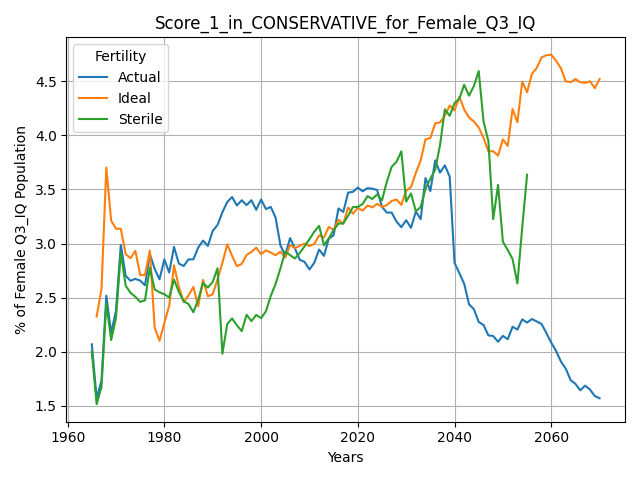 Score_1_in_CONSERVATIVE_for_Female_Q3_IQ
Fertility
Actual
Ideal
Sterile
% of Female Q3_IQ Population
4.5
4.0
3.5
3.0
2.5
2.0
1.5
1960
1980
2000
2020
2040
2060
Years